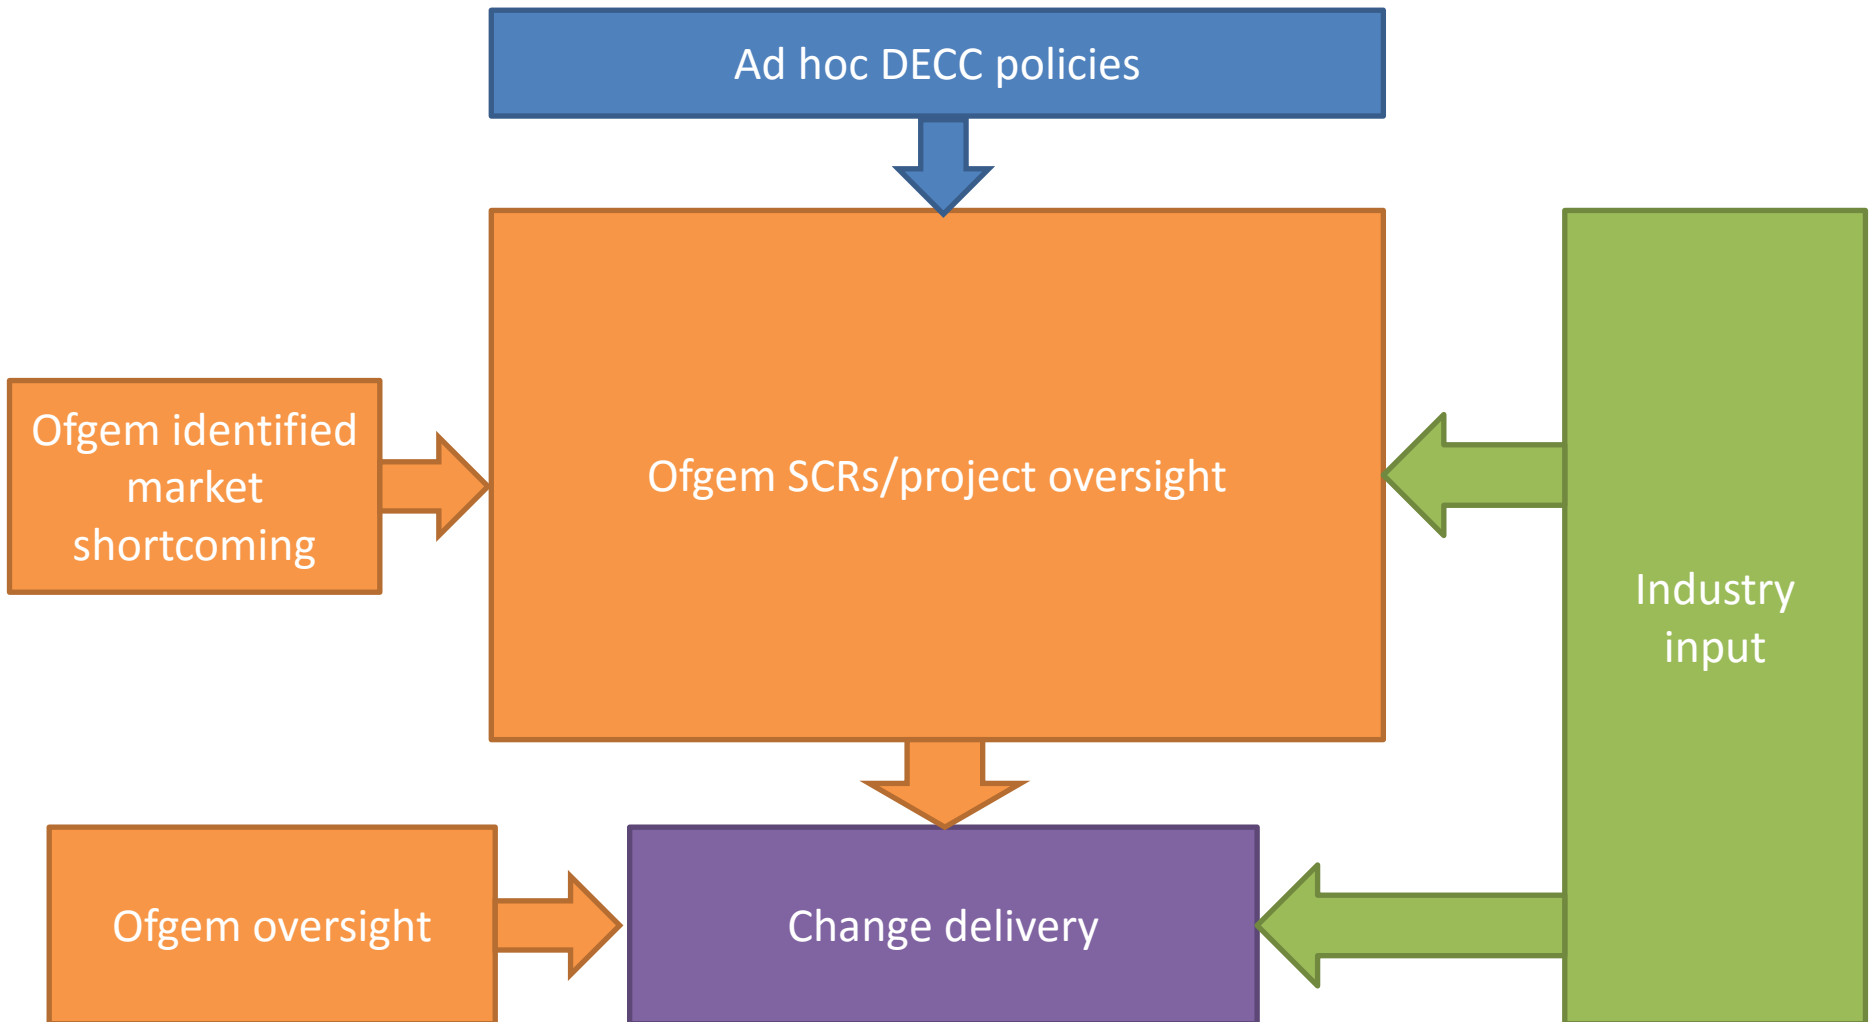 Ad hoc DECC policies
Ofgem identified
market
shortcoming
Ofgem SCRs/project oversight
Industry
input
Ofgem oversight
Change delivery